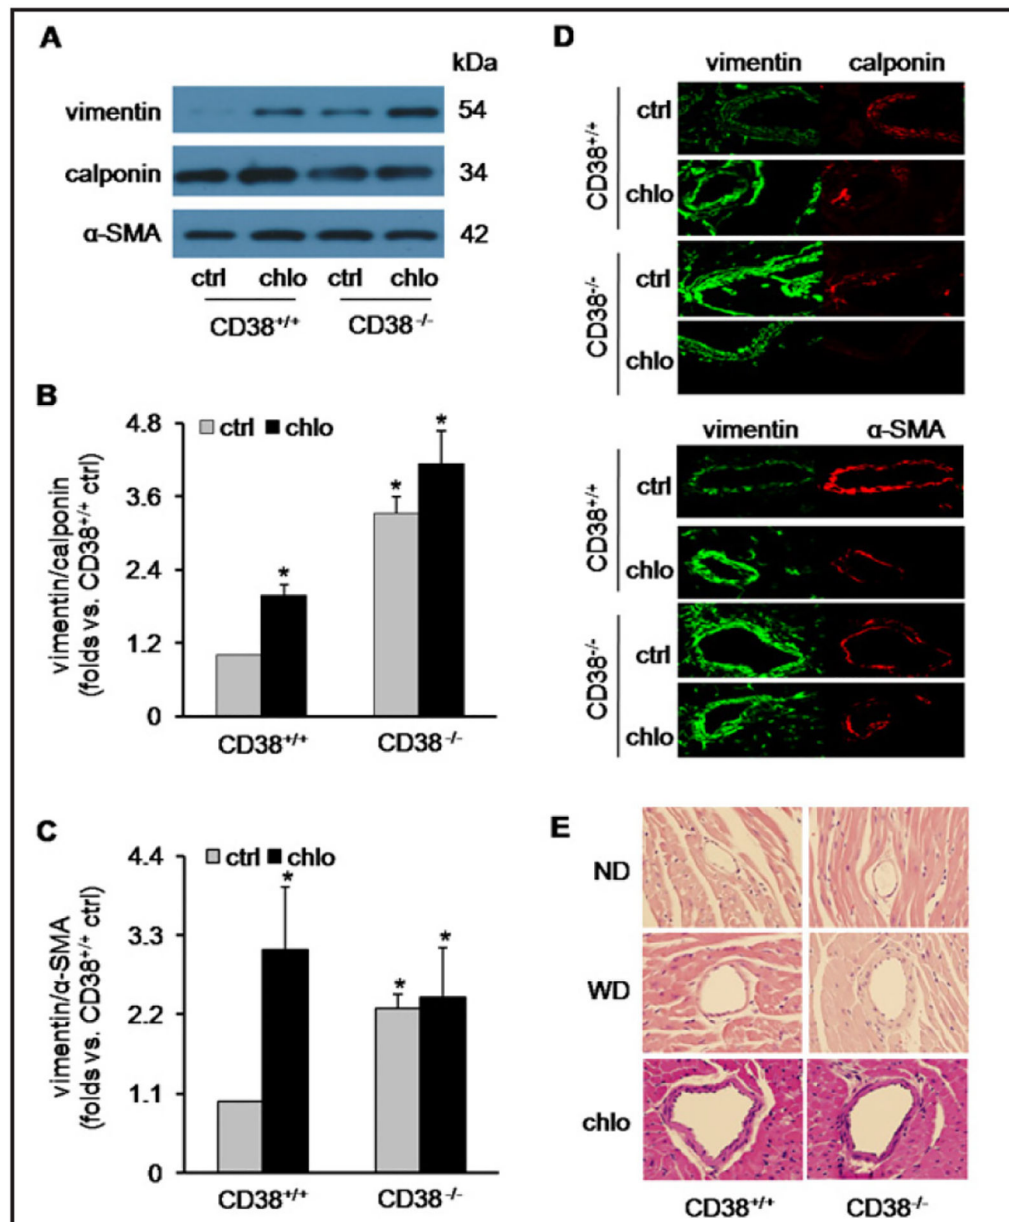 A
kDa
vimentin 54
calponin 34
α-SMA 42
ctrl chlo ctrl chlo
CD38+/+ CD38-/-
B
ctrl chlo
vimentin/calponin
(folds vs. CD38+/+ ctrl)
4.8
3.6
2.4
1.2
0
* * *
CD38+/+ CD38-/-
C
ctrl chlo
vimentin/α-SMA
(folds vs. CD38+/+ ctrl)
4.4
3.3
2.2
1.1
0
* * *
CD38+/+ CD38-/-
D
vimentin calponin
CD38+/+
ctrl
chlo
CD38-/-
ctrl
chlo
vimentin α-SMA
CD38+/+
ctrl
chlo
CD38-/-
ctrl
chlo
E
ND
WD
chlo
CD38+/+ CD38-/-